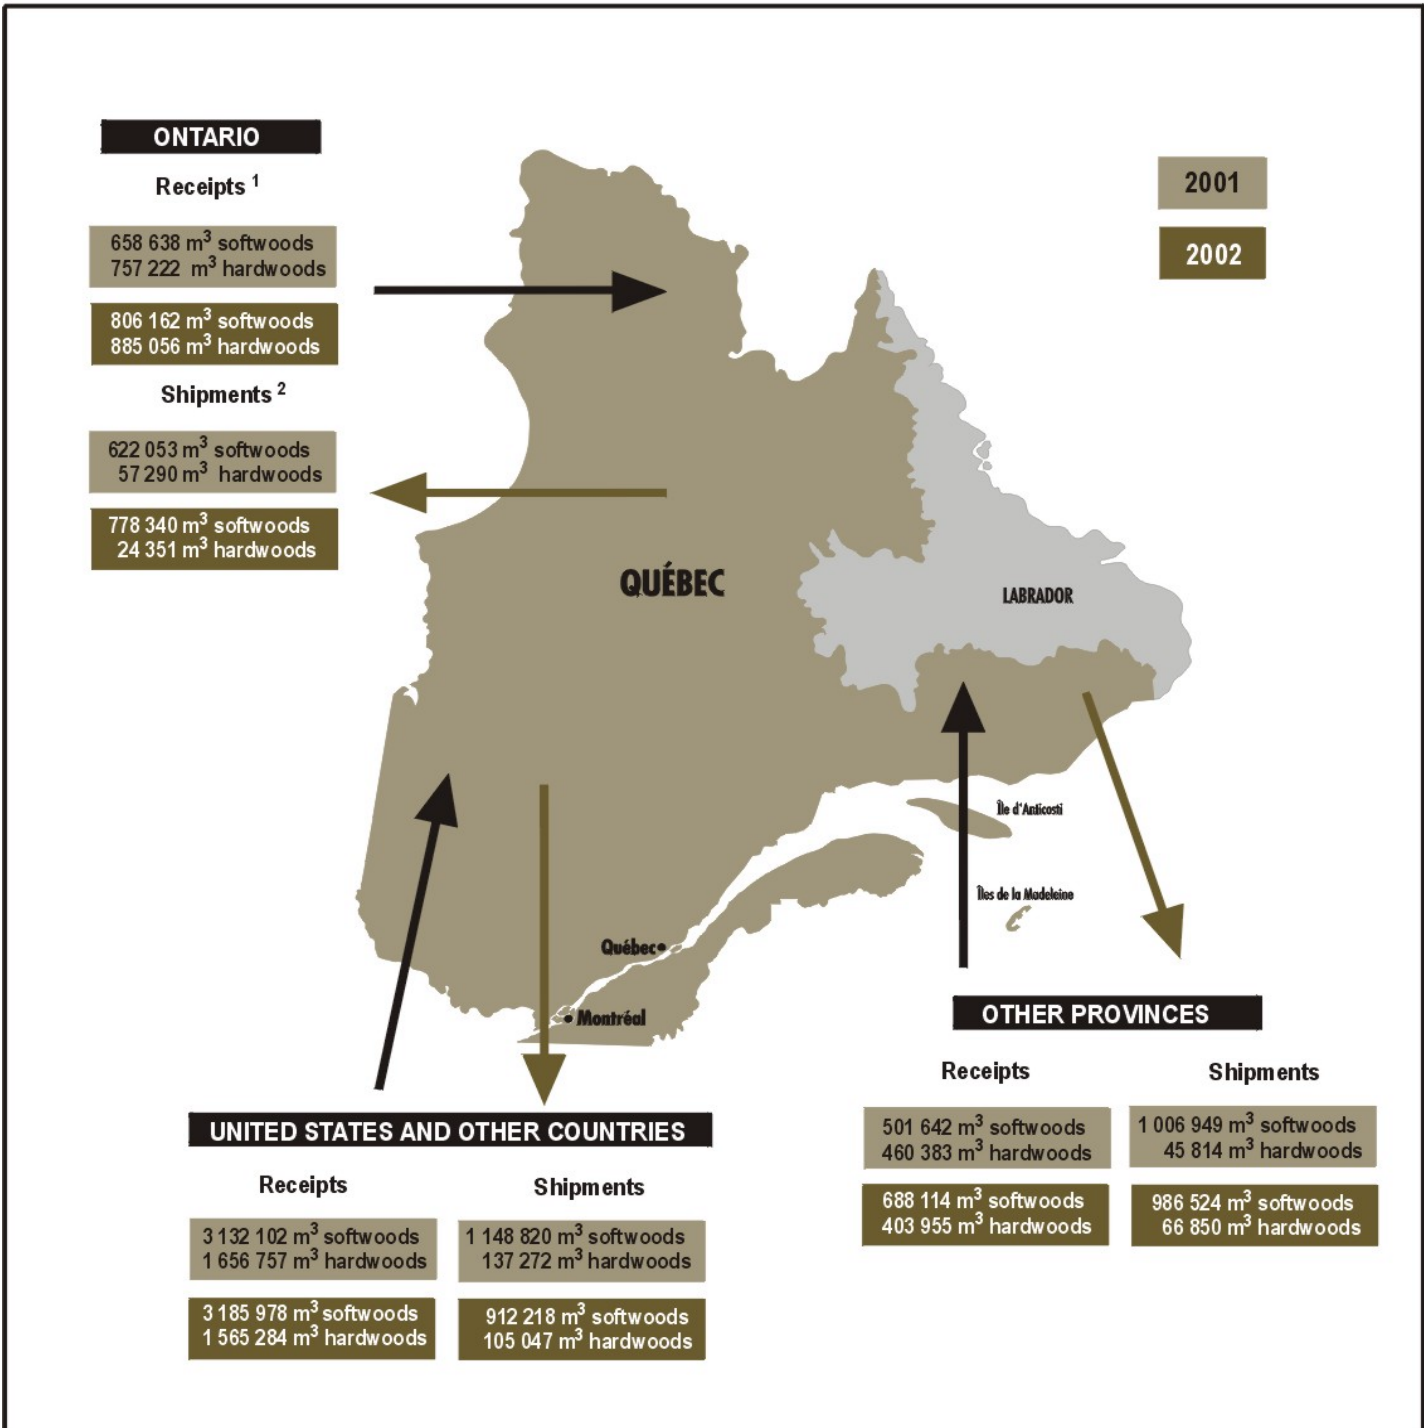 ONTARIO
Receipts 1
658 638 m3 softwoods
757 222 m3 hardwoods
806 162 m3 softwoods
885 056 m3 hardwoods
Shipments 2
622 053 m3 softwoods
57 290 m3 hardwoods
778 340 m3 softwoods
24 351 m3 hardwoods
2001
2002
QUÉBEC
LABRADOR
Île d'Anticosti
Îles de la Madeleine
Québec
Montréal
UNITED STATES AND OTHER COUNTRIES
Receipts
3 132 102 m3 softwoods
1 656 757 m3 hardwoods
3 185 978 m3 softwoods
1 565 284 m3 hardwoods
Shipments
1 148 820 m3 softwoods
137 272 m3 hardwoods
912 218 m3 softwoods
105 047 m3 hardwoods
OTHER PROVINCES
Receipts
501 642 m3 softwoods
460 383 m3 hardwoods
688 114 m3 softwoods
403 955 m3 hardwoods
Shipments
1 006 949 m3 softwoods
45 814 m3 hardwoods
986 524 m3 softwoods
66 850 m3 hardwoods